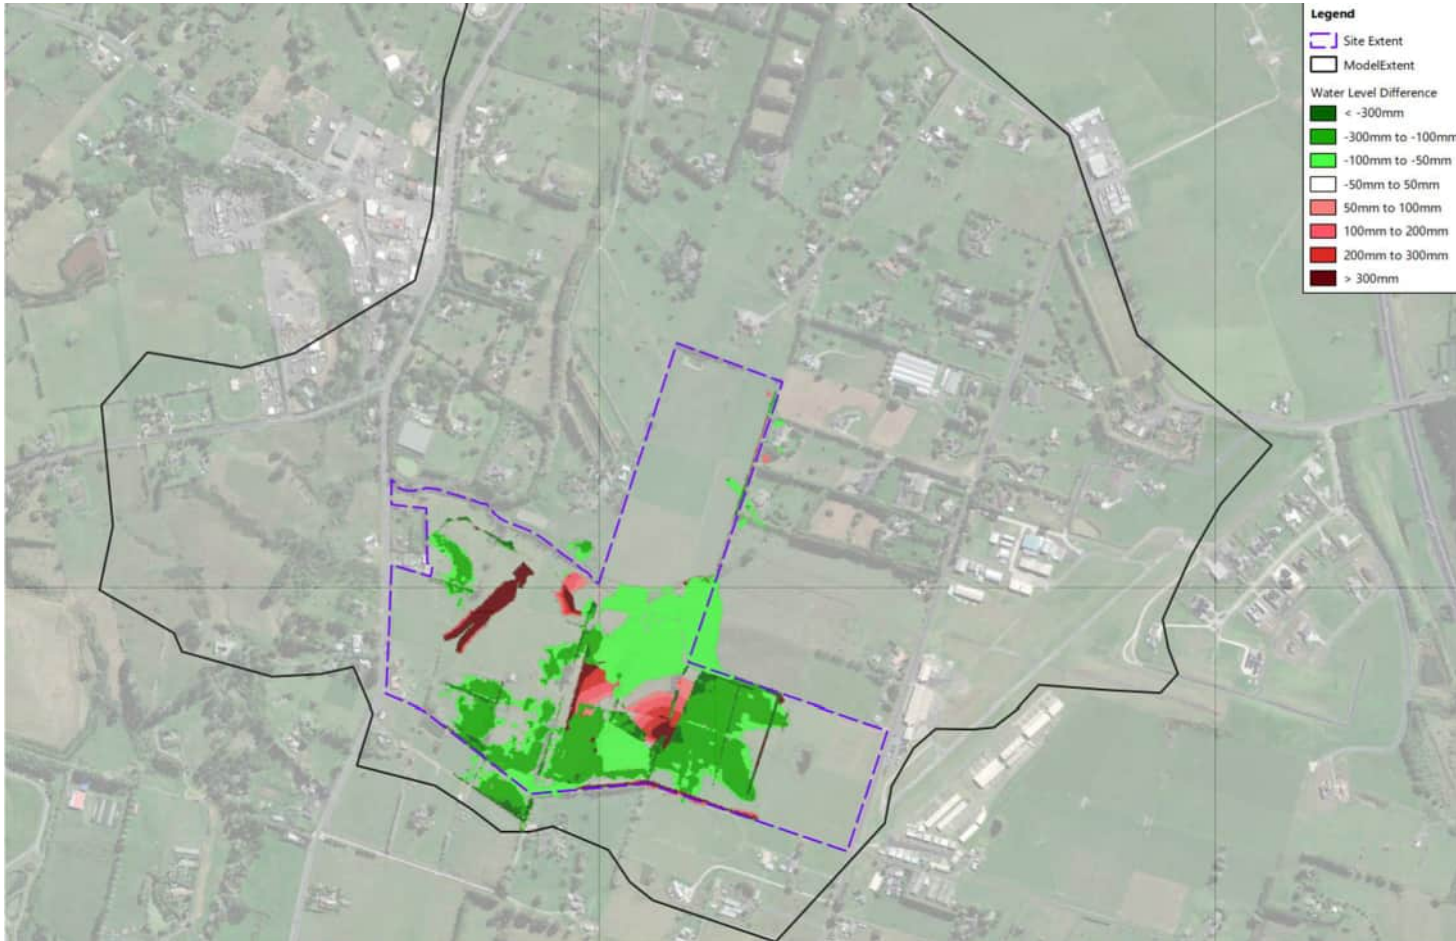 Legend
Site Extent
ModelExtent
Water Level Difference
< -300mm
-300mm to -100mm
-100mm to -50mm
-50mm to 50mm
50mm to 100mm
100mm to 200mm
200mm to 300mm
> 300mm